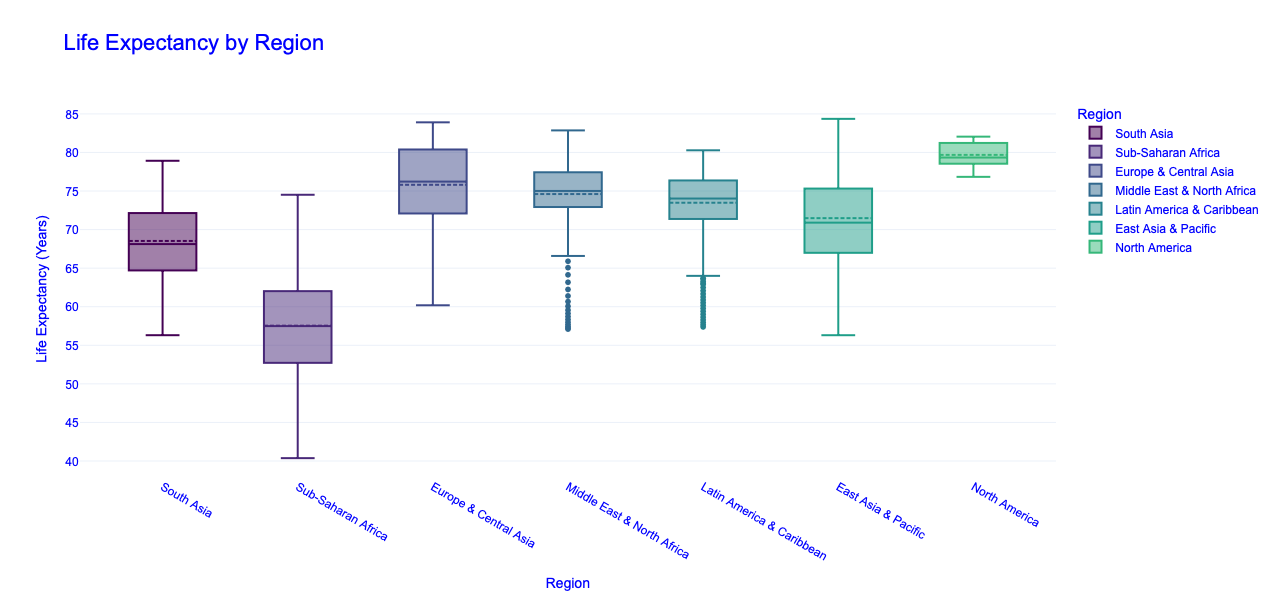 Life Expectancy by Region
85
80
75
70
65
60
55
50
45
40
Life Expectancy (Years)
South Asia
Sub-Saharan Africa
Europe & Central Asia
Middle East & North Africa
Latin America & Caribbean
East Asia & Pacific
North America
Region
Region
South Asia
Sub-Saharan Africa
Europe & Central Asia
Middle East & North Africa
Latin America & Caribbean
East Asia & Pacific
North America